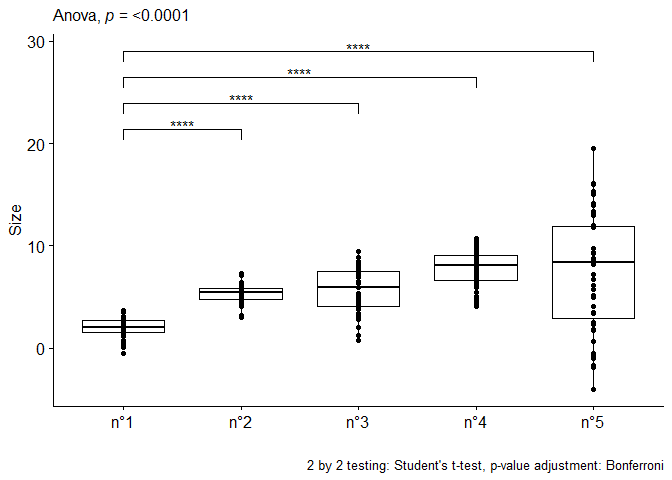 Anova, p = <0.0001
30
****
****
****
****
20
Size
10
0
n°1 n°2 n°3 n°4 n°5
2 by 2 testing: Student's t-test, p-value adjustment: Bonferroni